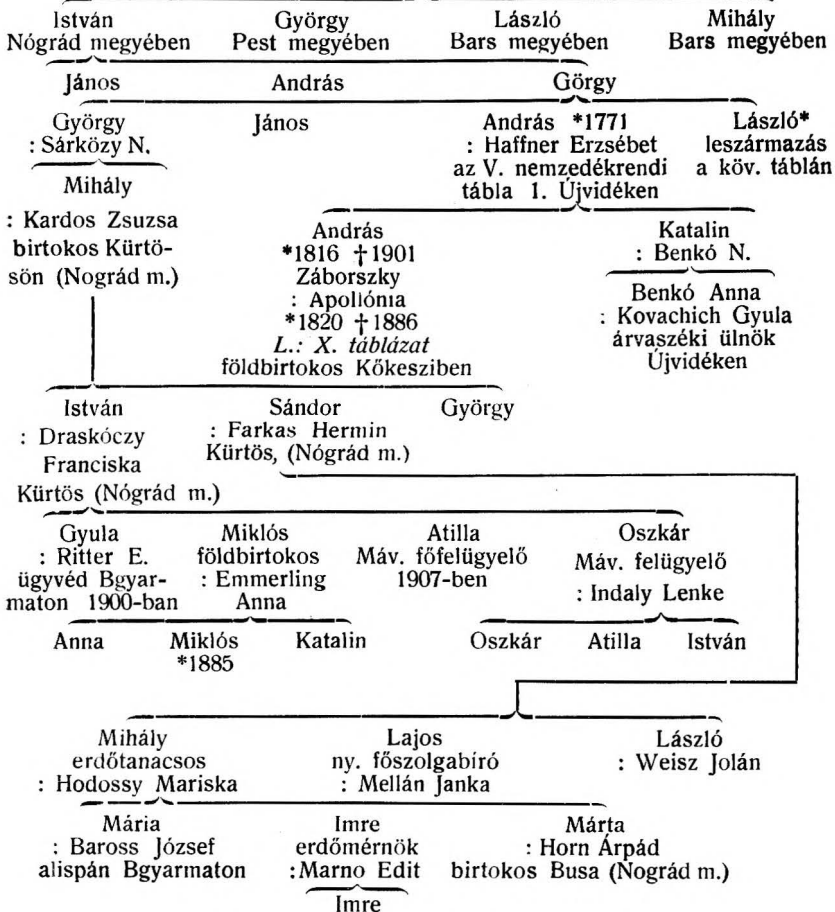 István György László Mihály
Nógrád megyében Pest megyében Bars megyében Bars megyében
János András Görgy
György János András *1771 László*
: Sárközy N. : Haffner Erzsébet leszármazás
az V. nemzedékrendi a köv. táblán
Mihály tábla 1. Újvidéken
: Kardos Zsuzsa András Katalin
birtokos Kürtö- *1816 †1901 : Benkó N.
sön (Nográd m.) Záborszky
: Apollónia Benkó Anna
*1820 †1886 : Kovachich Gyula
L.: X. táblázat árvaszéki ülnök
földbirtokos Kőkesziben Újvidéken
István Sándor György
: Draskóczy : Farkas Hermin
Franciska Kürtös, (Nógrád m.)
Kürtös (Nógrád m.)
Gyula Miklós Atilla Oszkár
: Ritter E. földbirtokos Máv. főfelügyelő Máv. felügyelő
ügyvéd Bgyar- : Emmerling 1907-ben : Indaly Lenke
maton 1900-ban Anna
Anna Miklós Katalin Oszkár Atilla István
*1885
Mihály Lajos László
erdőtanacsos ny. főszolgabíró : Weisz Jolán
: Hodossy Mariska : Mellán Janka
Mária Imre Márta
: Baross József erdőmérnök : Horn Árpád
alispán Bgyarmaton :Marno Edit birtokos Busa (Nográd m.)
Imre